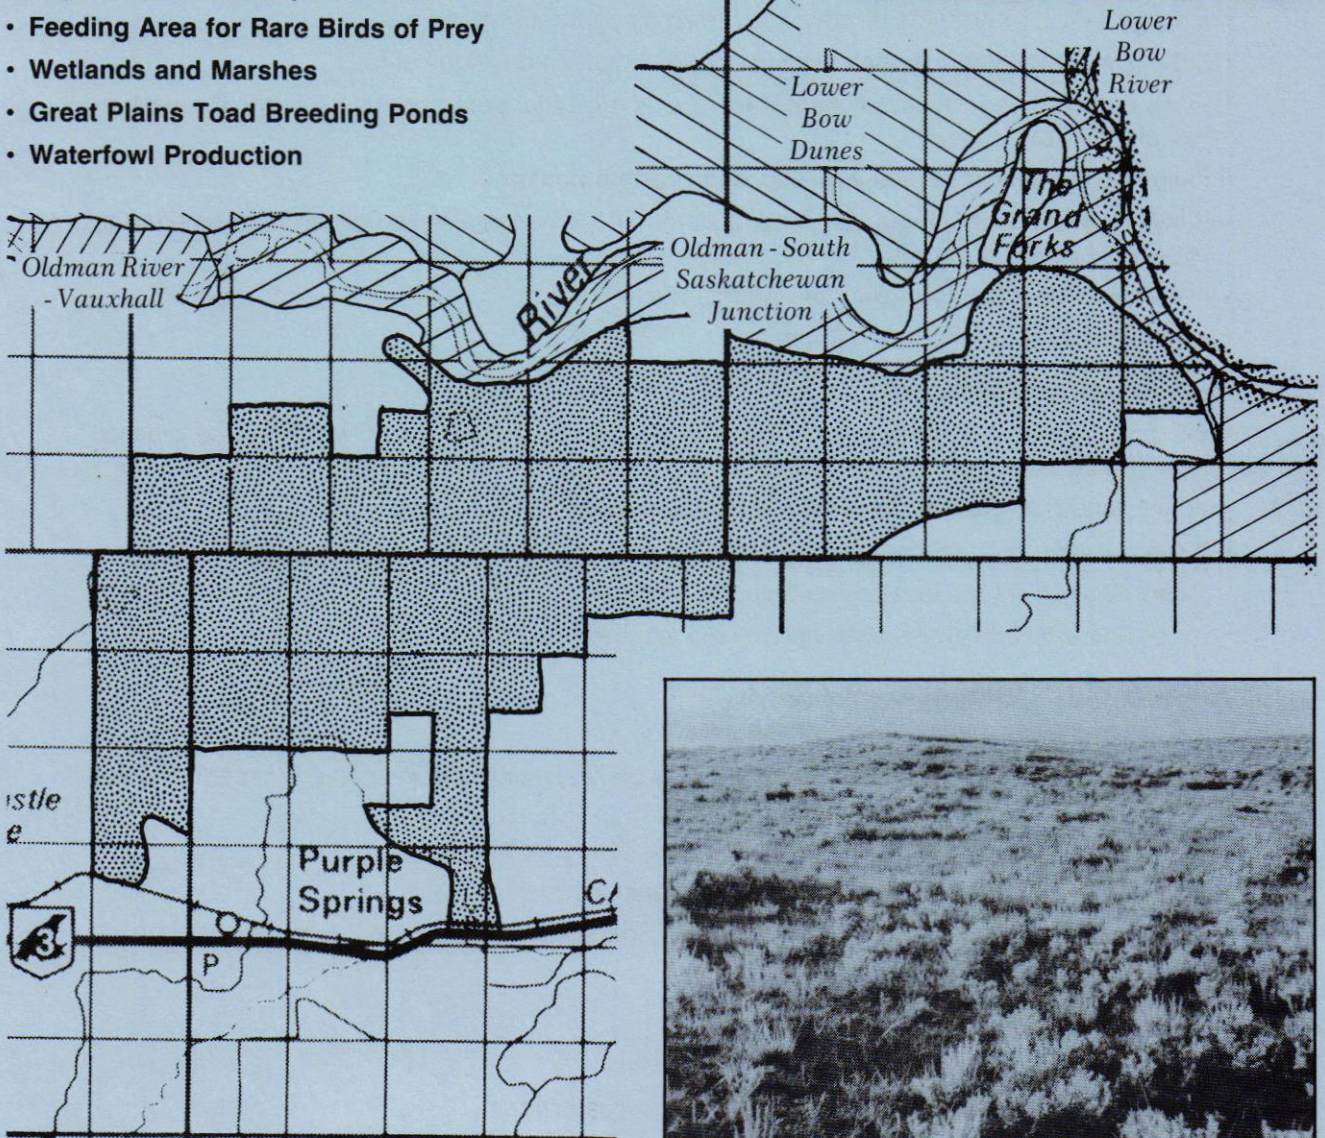 • Feeding Area for Rare Birds of Prey
• Wetlands and Marshes
• Great Plains Toad Breeding Ponds
• Waterfowl Production
Lower
Bow
River
Lower
Bow
Dunes
The
Grand
Forks
Oldman River
- Vauxhall
River
Oldman - South
Saskatchewan
Junction
Purple
Springs
3
P